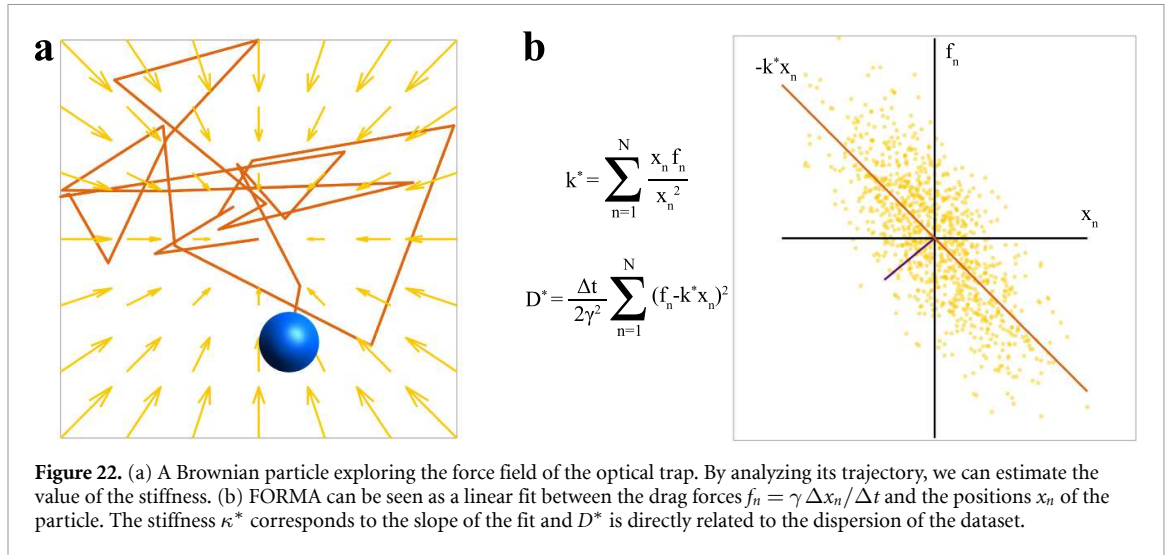 a
b
f_n
-k*x_n
x_n
k* = \sum_{n=1}^{N} \frac{x_n f_n}{x_n^2}
D* = \frac{Δt}{2γ^2} \sum_{n=1}^{N} (f_n-k*x_n)^2
Figure 22. (a) A Brownian particle exploring the force field of the optical trap. By analyzing its trajectory, we can estimate the
value of the stiffness. (b) FORMA can be seen as a linear fit between the drag forces f_n = γ Δx_n/Δt and the positions x_n of the
particle. The stiffness κ* corresponds to the slope of the fit and D* is directly related to the dispersion of the dataset.